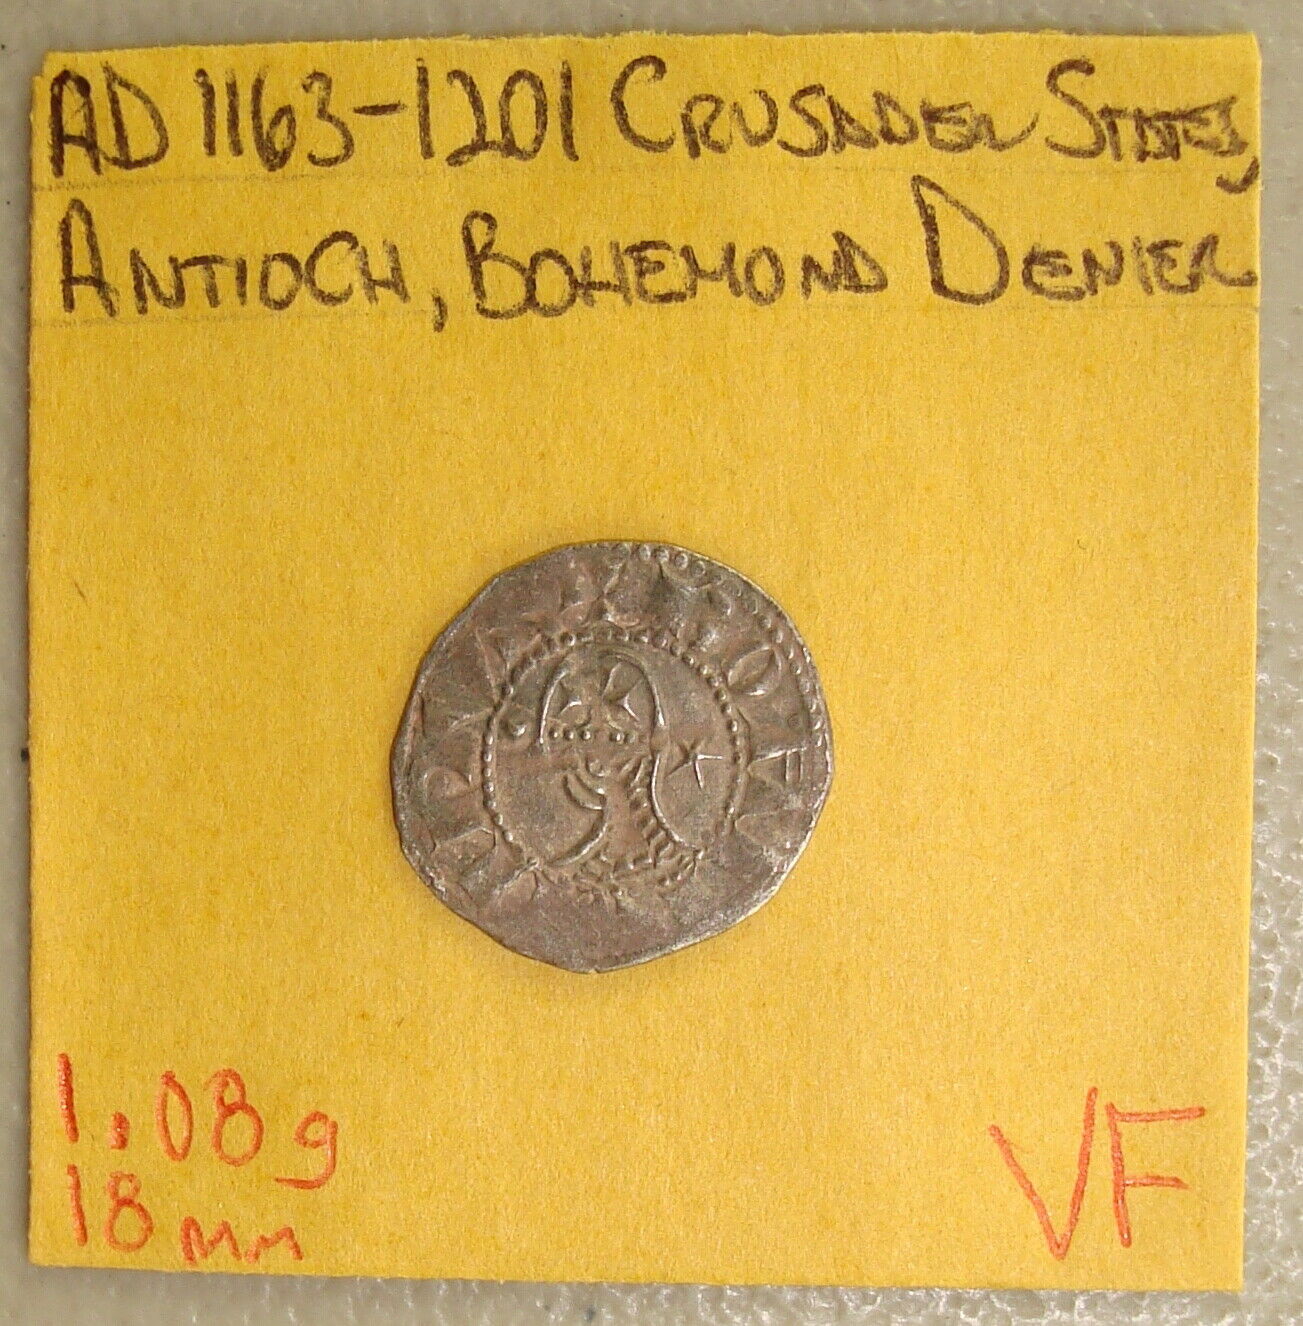 AD 1163-1201 CRUSADER STATES,
ANTIOCH, BOHEMOND DENIER
1.08g
18mm
VF